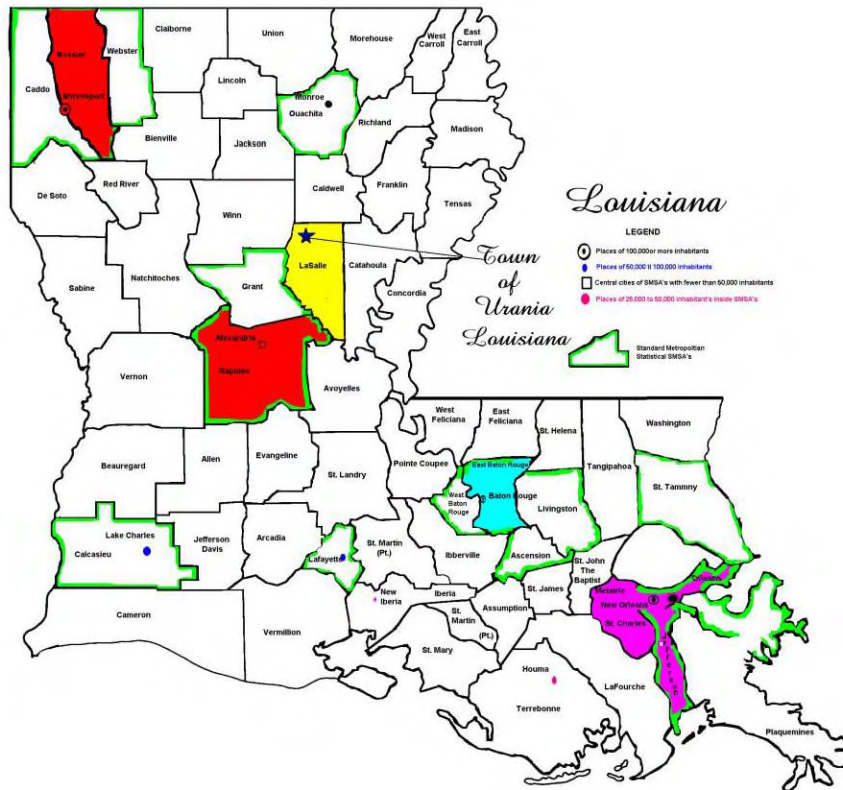 Claiborne
Union
Morehouse
West
Carroll
East
Carroll
Bossier
Webster
Caddo
Shreveport
Lincoln
Monroe
Ouachita
Richland
Madison
Bienville
Jackson
De Soto
Red River
Caldwell
Franklin
Tensas
Winn
LaSalle
Catahoula
Natchitoches
Sabine
Grant
Concordia
Louisiana
LEGEND
Places of 100,000or more inhabitants
Places of 50,000 ti 100,000 inhabitants
Central cities of SMSA's with fewer than 50,000 inhabitants
Places of 25,000 to 50,000 inhabitant's inside SMSA's
Standard Metropoitian
Statistical SMSA's
Town
of
Urania
Louisiana
Alexandria
Rapides
Vernon
Avoyelles
West
Feliciana
East
Feliciana
St. Helena
Washington
Beauregard
Allen
Evangeline
St. Landry
Pointe Coupee
East Baton Rouge
West
Baton
Rouge
Baton Rouge
Tangipahoa
St. Tammny
Livingston
Lake Charles
Calcasieu
Jefferson
Davis
Arcadia
Lafayette
St. Martin
(Pt.)
Ibberville
Ascension
St. John
The
Baptist
Orleans
Metairie
New Orleans
St. Charles
Jefferson
Cameron
Vermillion
New
Iberia
Iberia
St.
Martin
(Pt.)
Assumption
St. James
St. Mary
Houma
Terrebonne
LaFourche
Plaquemines